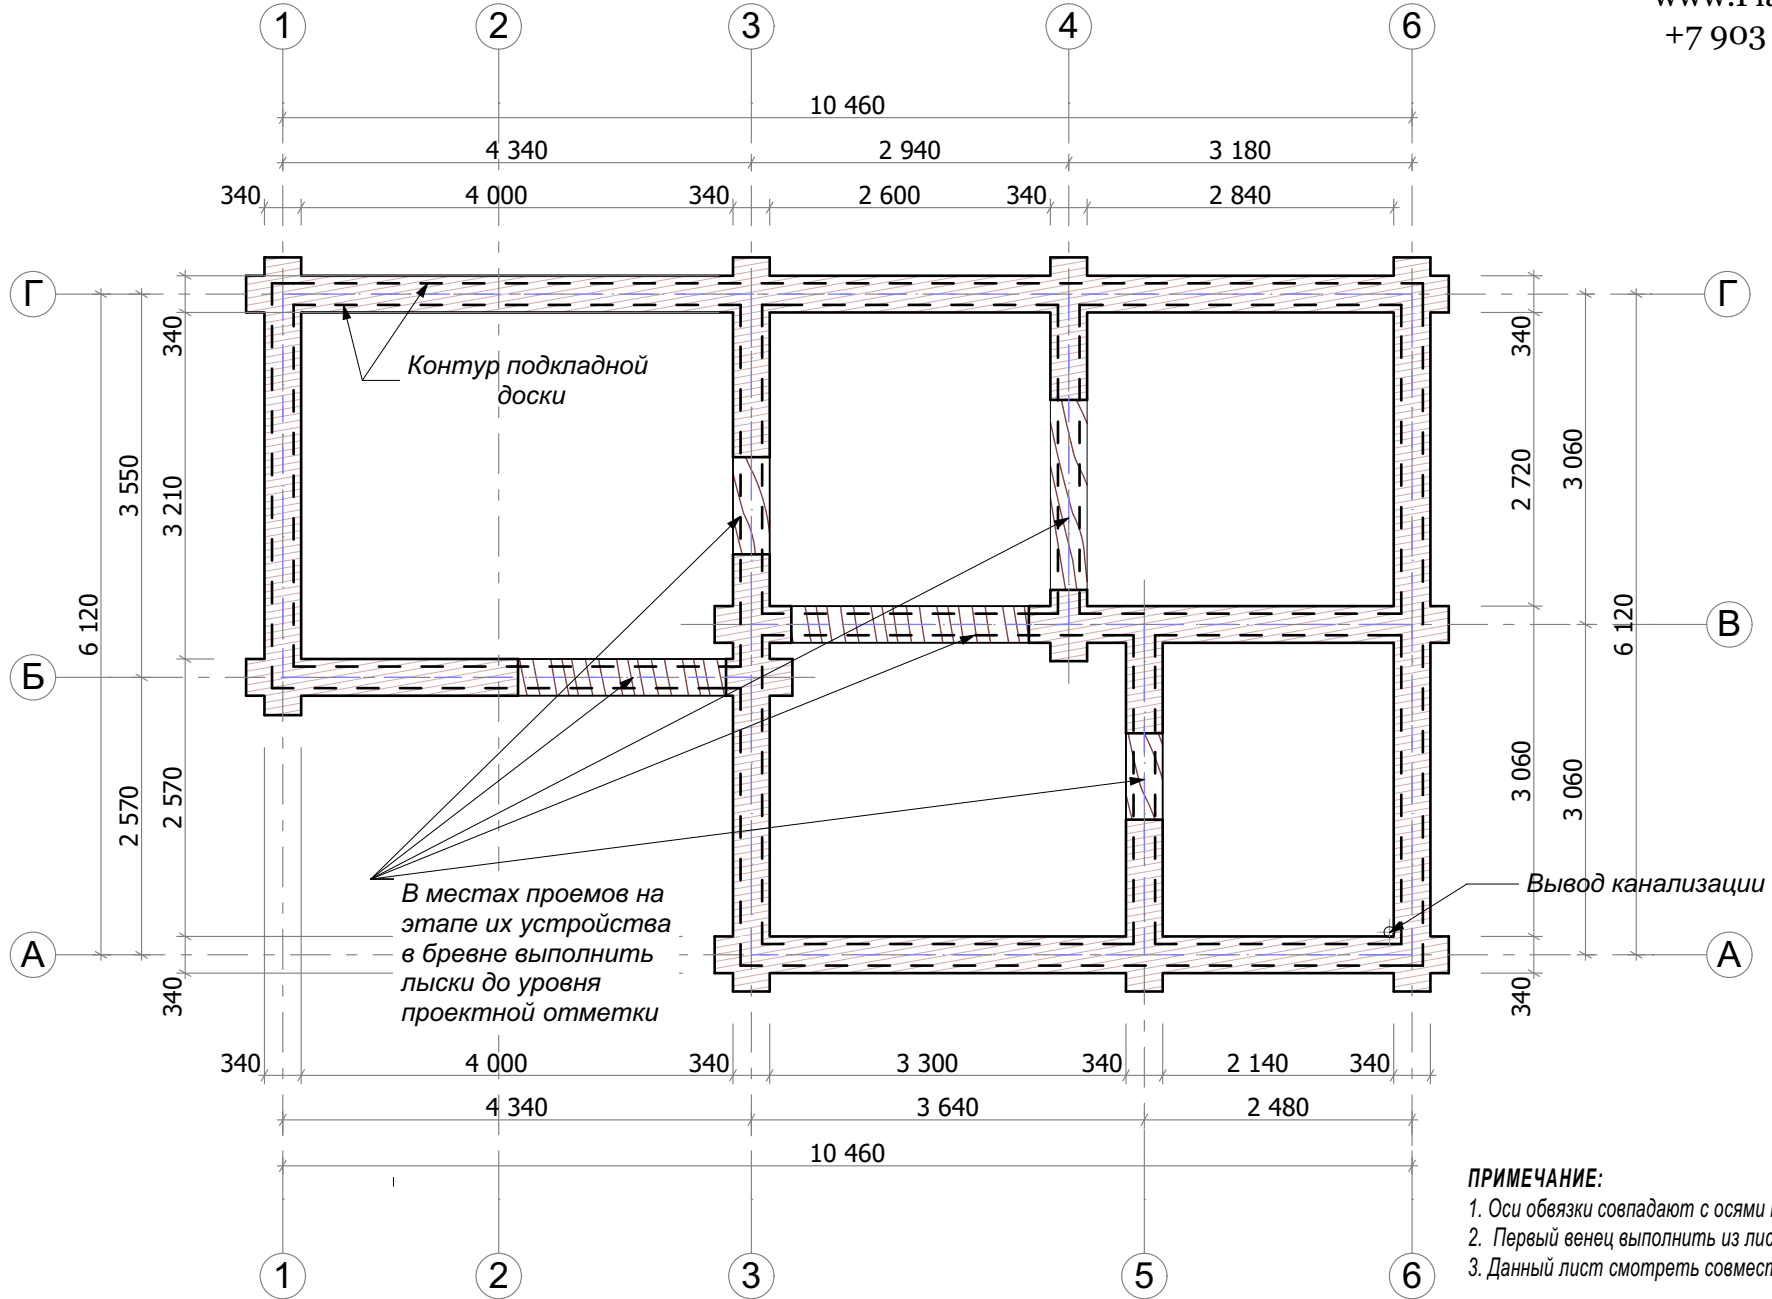 +7 903
1 2 3 4 6
10 460
4 340 2 940 3 180
340 4 000 340 2 600 340 2 840
Г Г
340 340
Контур подкладной
доски
3 550 3 210 2 720 3 060
6 120 6 120
Б В
2 570 2 570 3 060 3 060
В местах проемов на
этапе их устройства
в бревне выполнить
лыски до уровня
проектной отметки
Вывод канализации
А А
340 340
340 4 000 340 3 300 340 2 140 340
4 340 3 640 2 480
10 460
1 2 3 5 6
ПРИМЕЧАНИЕ:
1. Оси обвязки совпадают с осями
2. Первый венец выполнить из
3. Данный лист смотреть